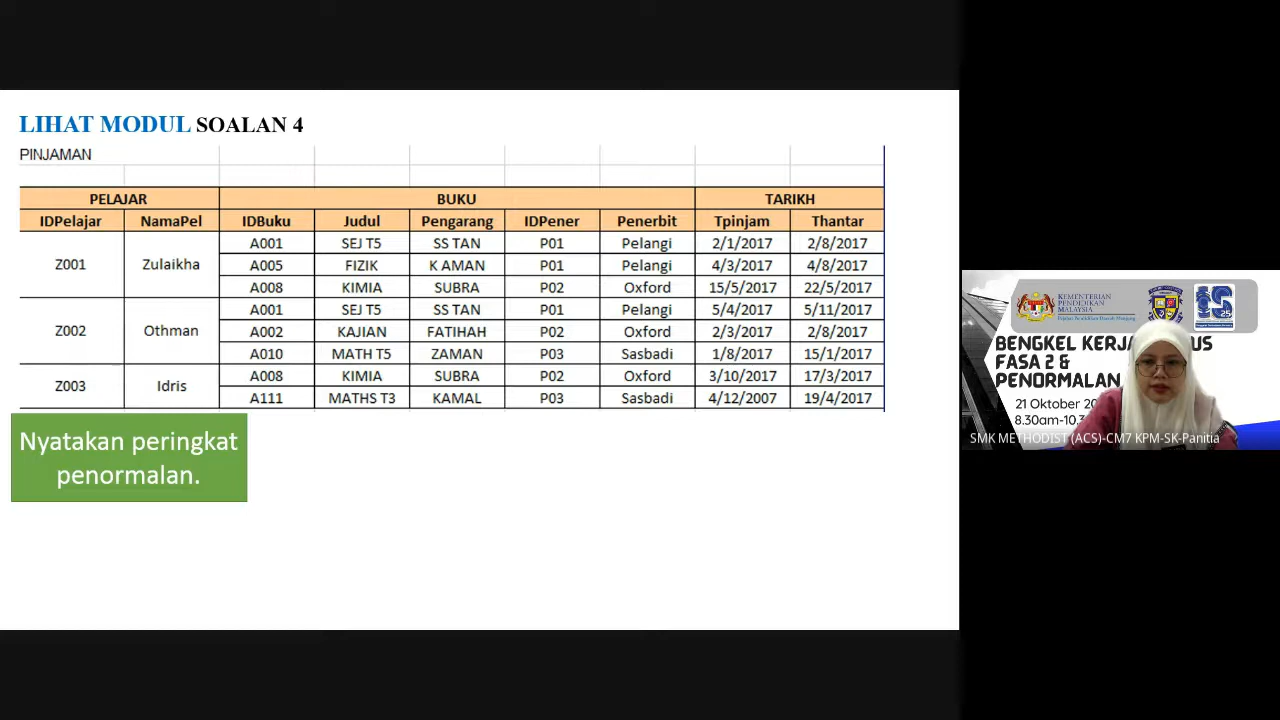 LIHAT MODUL SOALAN 4
PINJAMAN
PELAJAR BUKU TARIKH
IDPelajar NamaPel IDBuku Judul Pengarang IDPener Penerbit Tpinjam Thantar
Z001 Zulaikha A001 SEJ T5 SS TAN P01 Pelangi 2/1/2017 2/8/2017
A005 FIZIK K AMAN P01 Pelangi 4/3/2017 4/8/2017
A008 KIMIA SUBRA P02 Oxford 15/5/2017 22/5/2017
Z002 Othman A001 SEJ T5 SS TAN P01 Pelangi 5/4/2017 5/11/2017
A002 KAJIAN FATIHAH P02 Oxford 2/3/2017 2/8/2017
A010 MATH T5 ZAMAN P03 Sasbadi 1/8/2017 15/1/2017
Z003 Idris A008 KIMIA SUBRA P02 Oxford 3/10/2017 17/3/2017
A111 MATHS T3 KAMAL P03 Sasbadi 4/12/2007 19/4/2017
Nyatakan peringkat
penormalan.
KEMENTERIAN
PENDIDIKAN
MALAYSIA
BENGKEL KERJA US
FASA 2 &
PENORMALAN
21 Oktober 20
8.30am-10.3
SMK METHODIST (ACS)-CM7 KPM-SK-Panitia